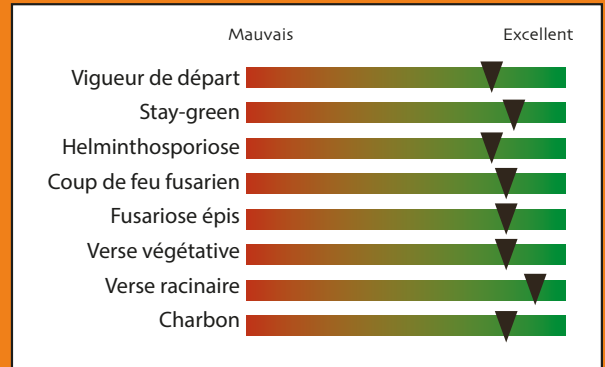 Mauvais Excellent
Vigueur de départ
Stay-green
Helminthosporiose
Coup de feu fusarien
Fusariose épis
Verse végétative
Verse racinaire
Charbon